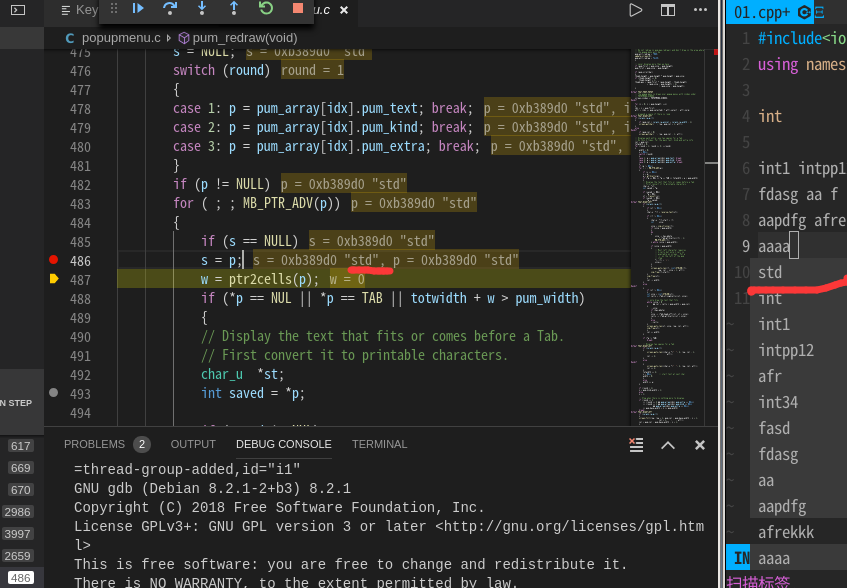 Key
u.c
popupmenu.c
pum_redraw(void)
475 s = NULL; s = 0xb389d0 "std"
476 switch (round) round = 1
477 {
478 case 1: p = pum_array[idx].pum_text; break; p = 0xb389d0 "std", i
479 case 2: p = pum_array[idx].pum_kind; break; p = 0xb389d0 "std", i
480 case 3: p = pum_array[idx].pum_extra; break; p = 0xb389d0 "std",
481 }
482 if (p != NULL) p = 0xb389d0 "std"
483 for ( ; ; MB_PTR_ADV(p)) p = 0xb389d0 "std"
484 {
485 if (s == NULL) s = 0xb389d0 "std"
486 s = p; s = 0xb389d0 "std", p = 0xb389d0 "std"
487 w = ptr2cells(p); w = 0
488 if (*p == NUL || *p == TAB || totwidth + w > pum_width)
489 {
490 // Display the text that fits or comes before a Tab.
491 // First convert it to printable characters.
492 char_u *st;
493 int saved = *p;
494
N STEP
617
669
670
2986
3997
2659
486
PROBLEMS 2 OUTPUT DEBUG CONSOLE TERMINAL
=thread-group-added,id="i1"
GNU gdb (Debian 8.2.1-2+b3) 8.2.1
Copyright (C) 2018 Free Software Foundation, Inc.
License GPLv3+: GNU GPL version 3 or later <http://gnu.org/licenses/gpl.htm
l>
This is free software: you are free to change and redistribute it.
There is NO WARRANTY, to the extent permitted by law.
01.cpp+
1 #include<io
2 using names
3
4 int
5
6 int1 intpp1
7 fdasg aa f
8 aapdfg afre
9 aaaa
10 std
11 int
~ int1
~ intpp12
~ afr
~ int34
~ fasd
~ fdasg
~ aa
~ aapdfg
~ afrekkk
IN aaaa
扫描标签